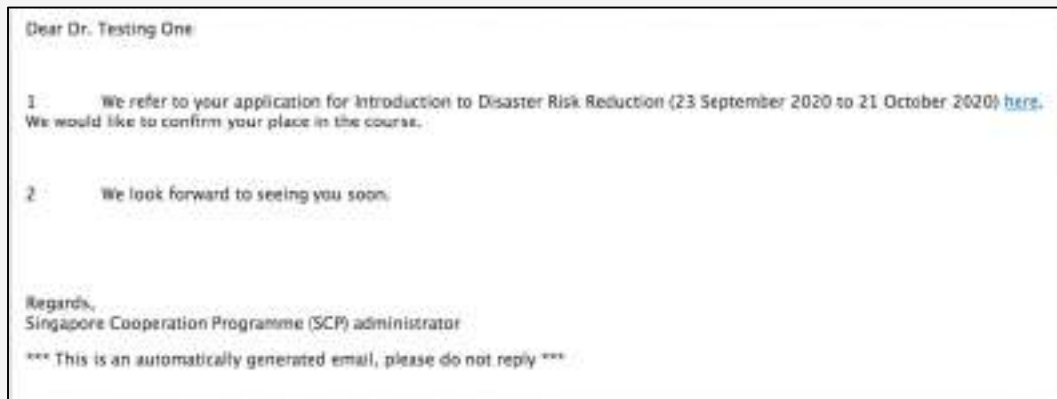 Dear Dr. Testing One
1 We refer to your application for Introduction to Disaster Risk Reduction (23 September 2020 to 21 October 2020) here.
We would like to confirm your place in the course.
2 We look forward to seeing you soon.
Regards,
Singapore Cooperation Programme (SCP) administrator
*** This is an automatically generated email, please do not reply ***